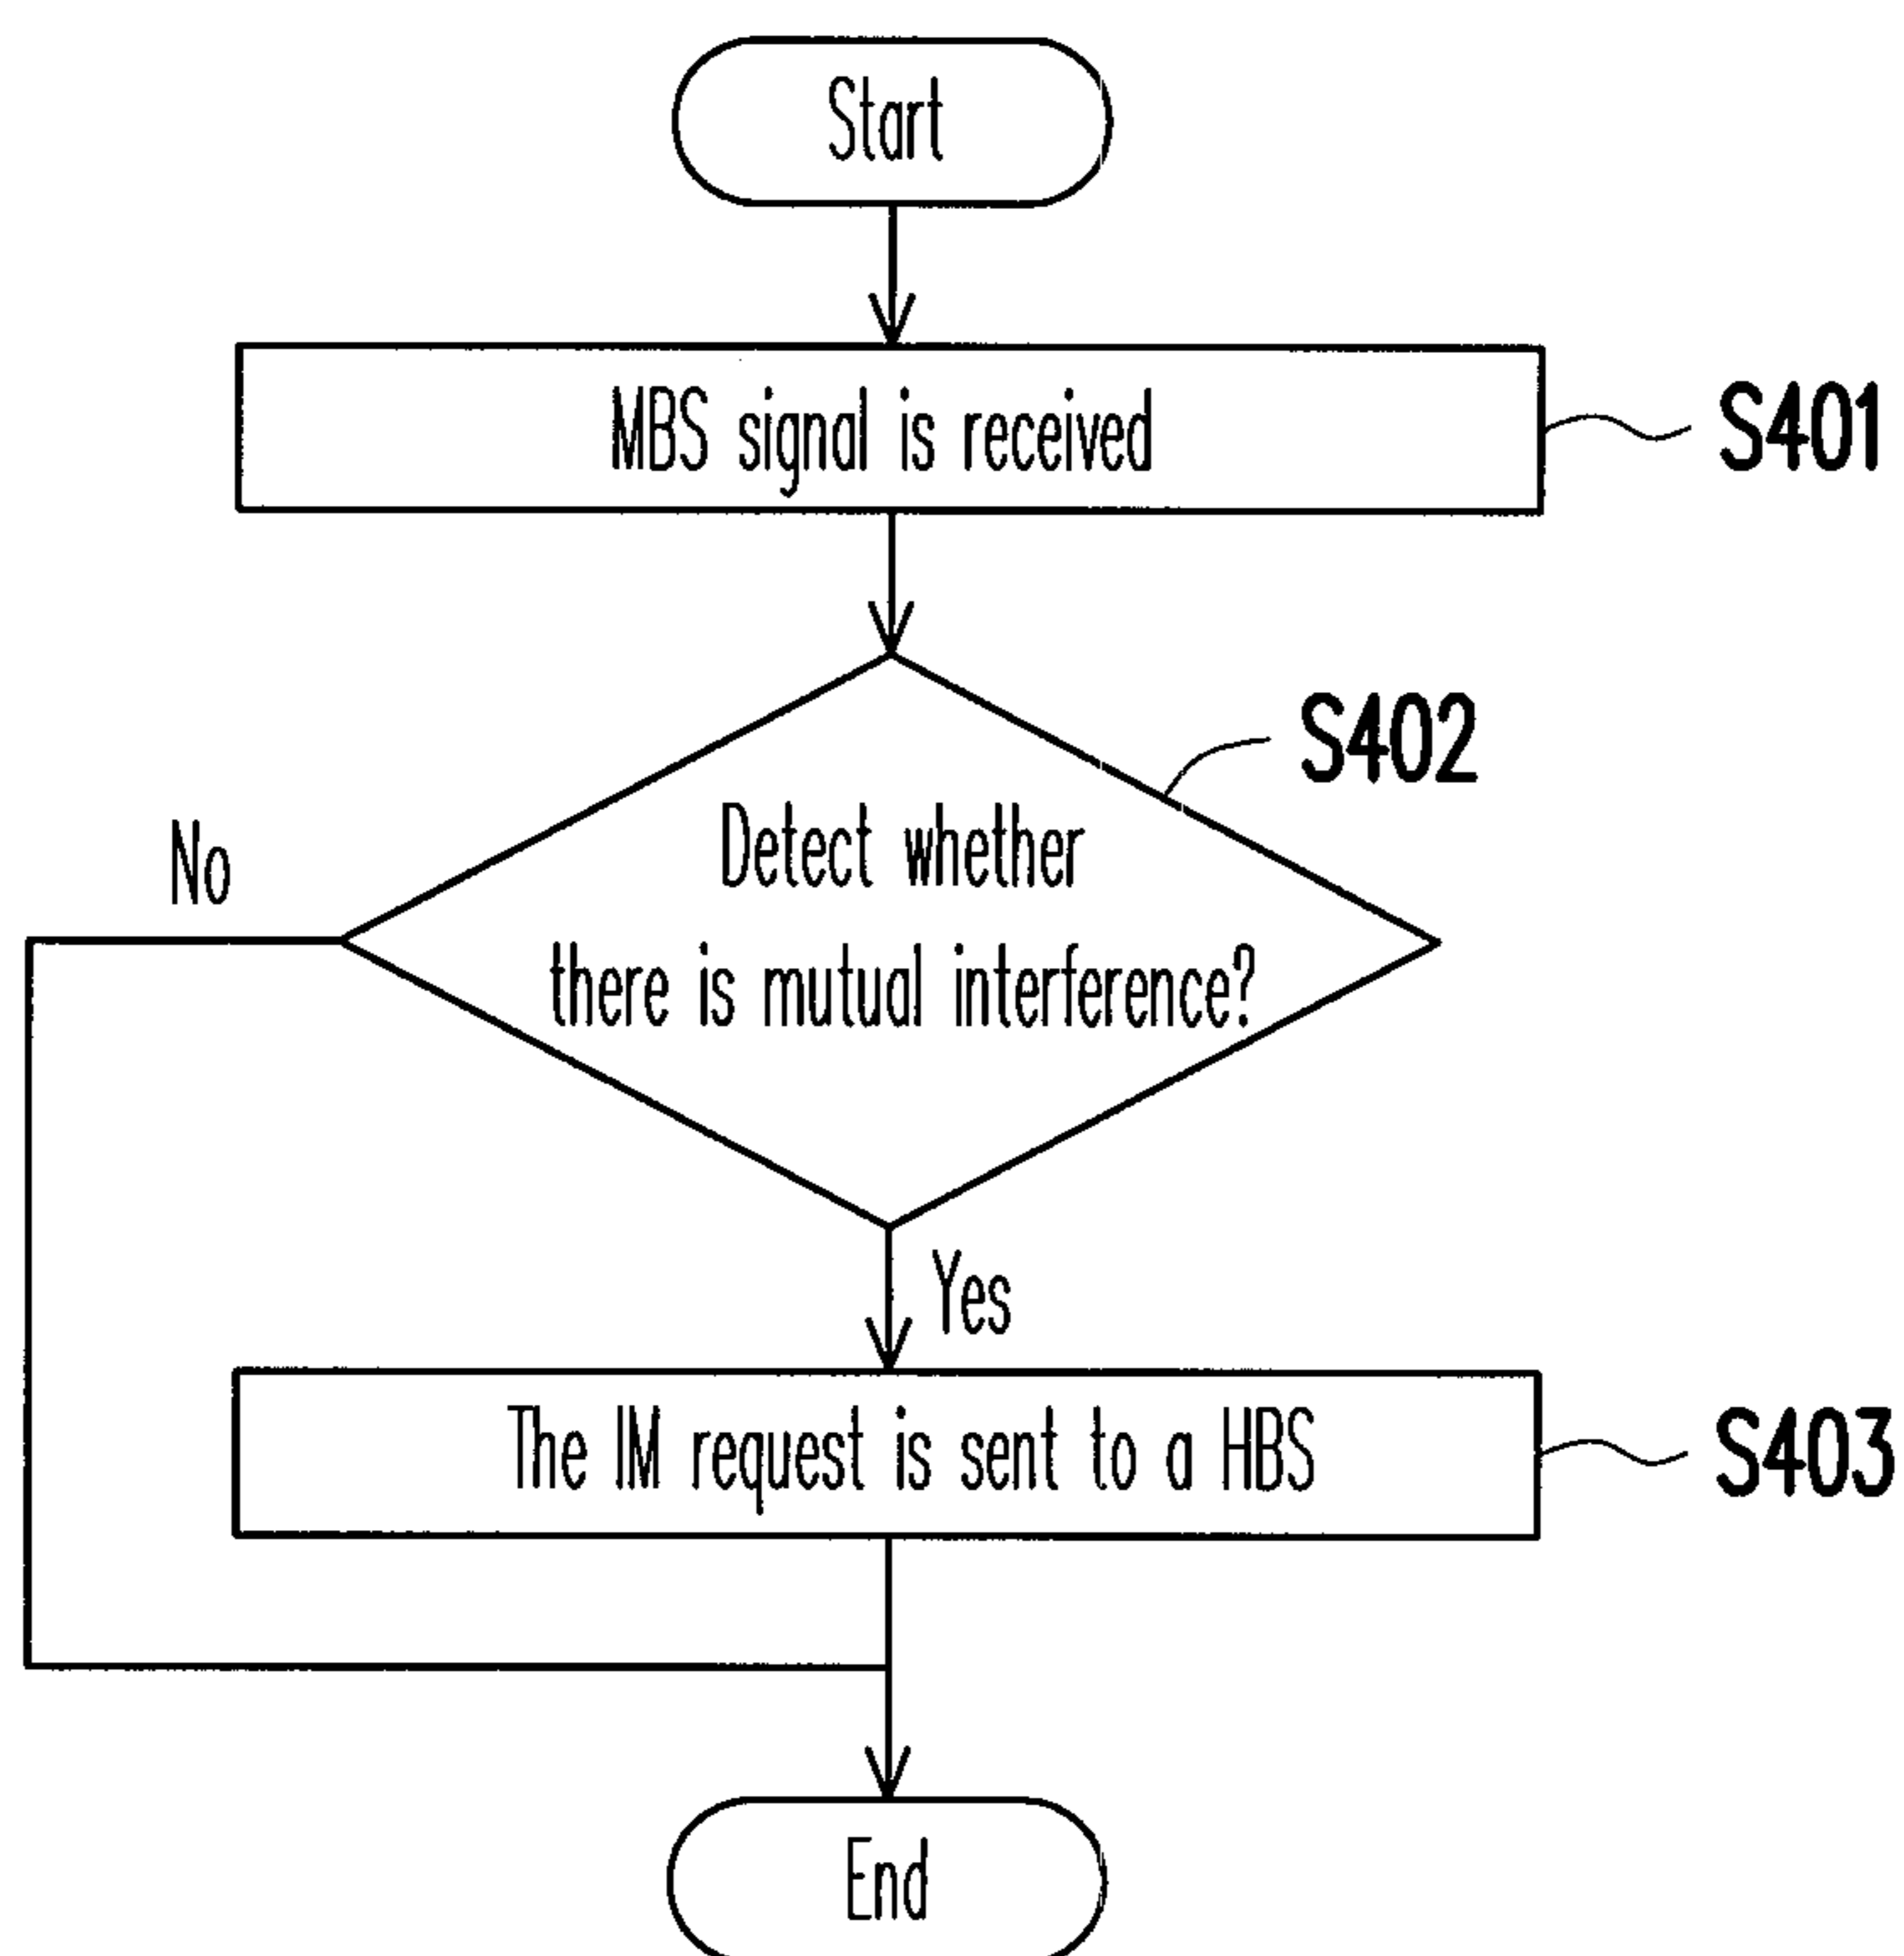 Start
MBS signal is received
S401
S402
Detect whether
there is mutual interference?
No
Yes
The IM request is sent to a HBS
S403
End